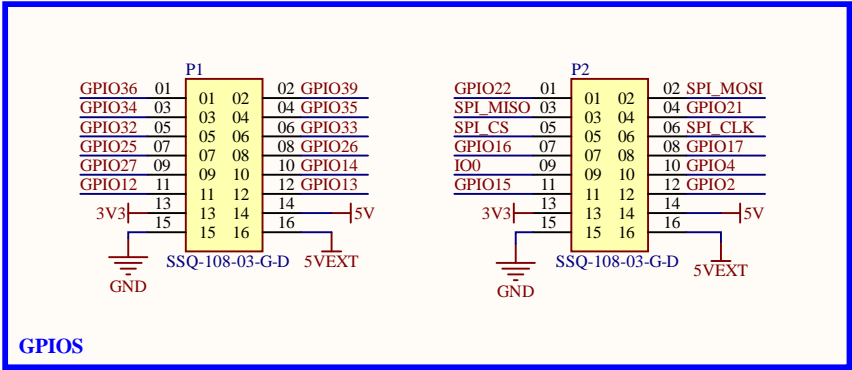 P1
GPIO36 01 01 02 02 GPIO39
GPIO34 03 03 04 04 GPIO35
GPIO32 05 05 06 06 GPIO33
GPIO25 07 07 08 08 GPIO26
GPIO27 09 09 10 10 GPIO14
GPIO12 11 11 12 12 GPIO13
3V3 13 13 14 14 5V
15 15 16 16
SSQ-108-03-G-D 5VEXT
GND
P2
GPIO22 01 01 02 02 SPI_MOSI
SPI_MISO 03 03 04 04 GPIO21
SPI_CS 05 05 06 06 SPI_CLK
GPIO16 07 07 08 08 GPIO17
IO0 09 09 10 10 GPIO4
GPIO15 11 11 12 12 GPIO2
3V3 13 13 14 14 5V
15 15 16 16
SSQ-108-03-G-D 5VEXT
GND
GPIOS